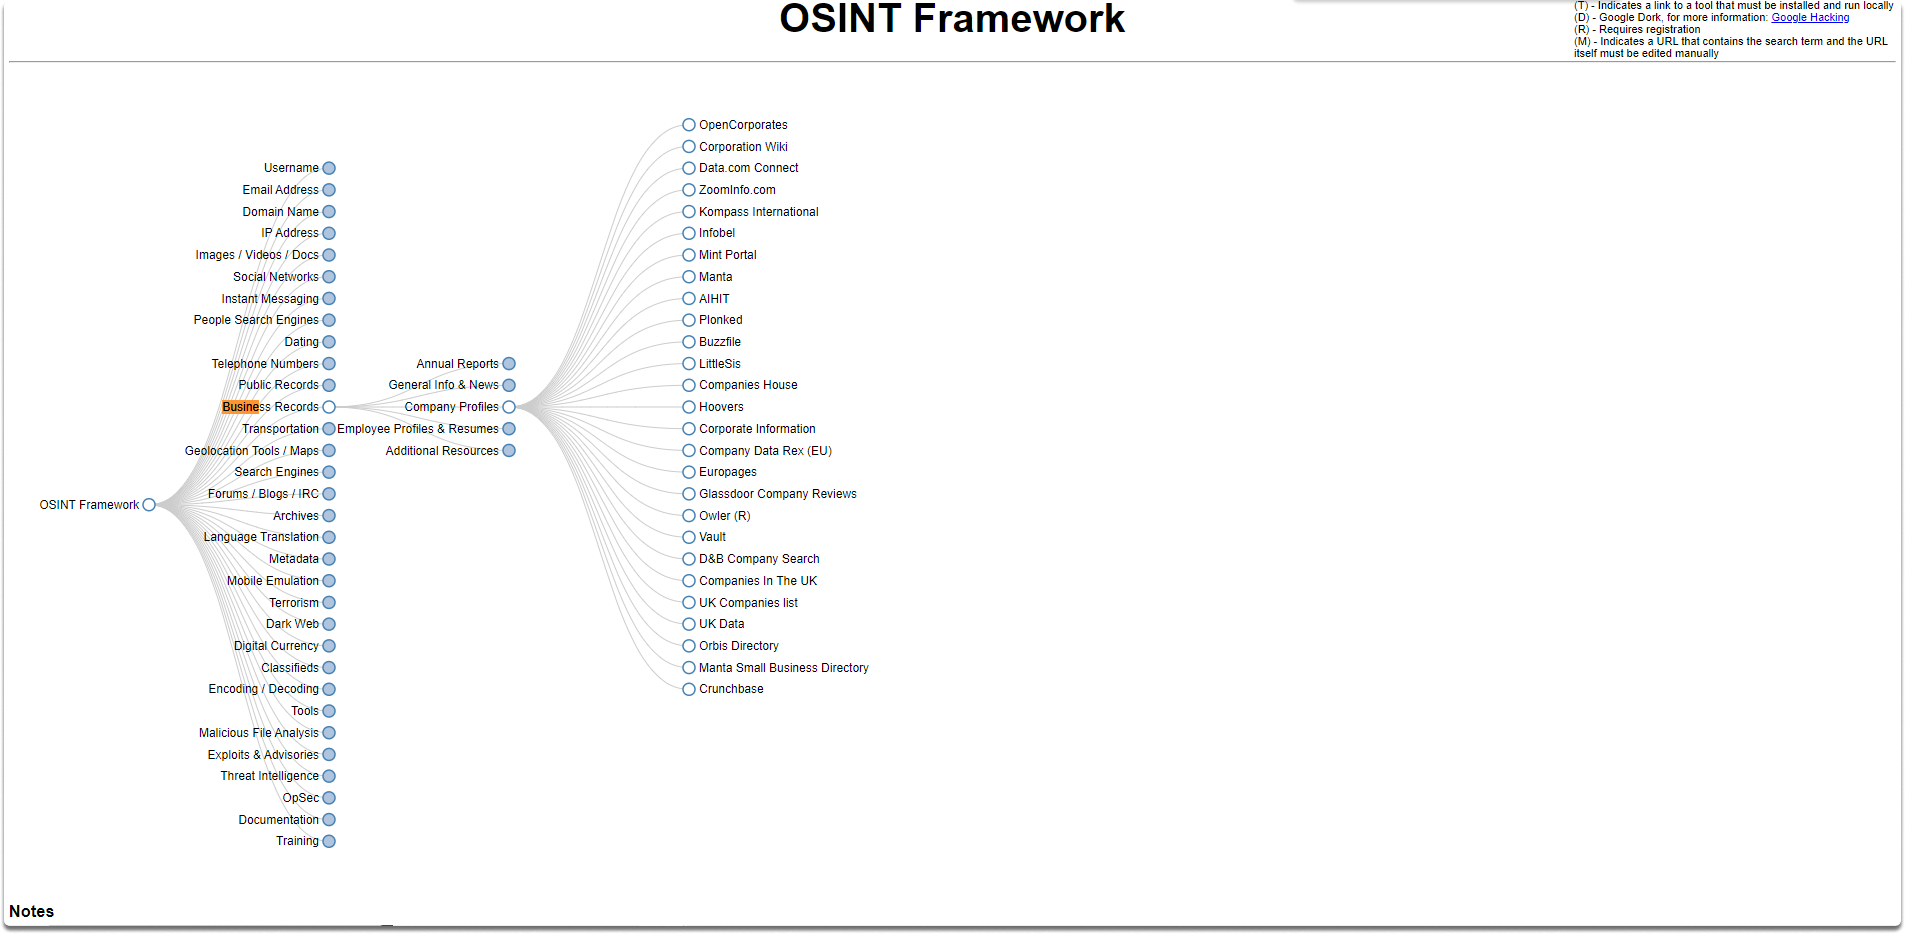 OSINT Framework
(T) - Indicates a link to a tool that must be installed and run locally
(D) - Google Dork, for more information: Google Hacking
(R) - Requires registration
(M) - Indicates a URL that contains the search term and the URL
itself must be edited manually
OSINT Framework
Username
Email Address
Domain Name
IP Address
Images / Videos / Docs
Social Networks
Instant Messaging
People Search Engines
Dating
Telephone Numbers
Public Records
Business Records
Transportation
Geolocation Tools / Maps
Search Engines
Forums / Blogs / IRC
Archives
Language Translation
Metadata
Mobile Emulation
Terrorism
Dark Web
Digital Currency
Classifieds
Encoding / Decoding
Tools
Malicious File Analysis
Exploits & Advisories
Threat Intelligence
OpSec
Documentation
Training
Annual Reports
General Info & News
Company Profiles
Employee Profiles & Resumes
Additional Resources
OpenCorporates
Corporation Wiki
Data.com Connect
ZoomInfo.com
Kompass International
Infobel
Mint Portal
Manta
AIHIT
Plonked
Buzzfile
LittleSis
Companies House
Hoovers
Corporate Information
Company Data Rex (EU)
Europages
Glassdoor Company Reviews
Owler (R)
Vault
D&B Company Search
Companies In The UK
UK Companies list
UK Data
Orbis Directory
Manta Small Business Directory
Crunchbase
Notes